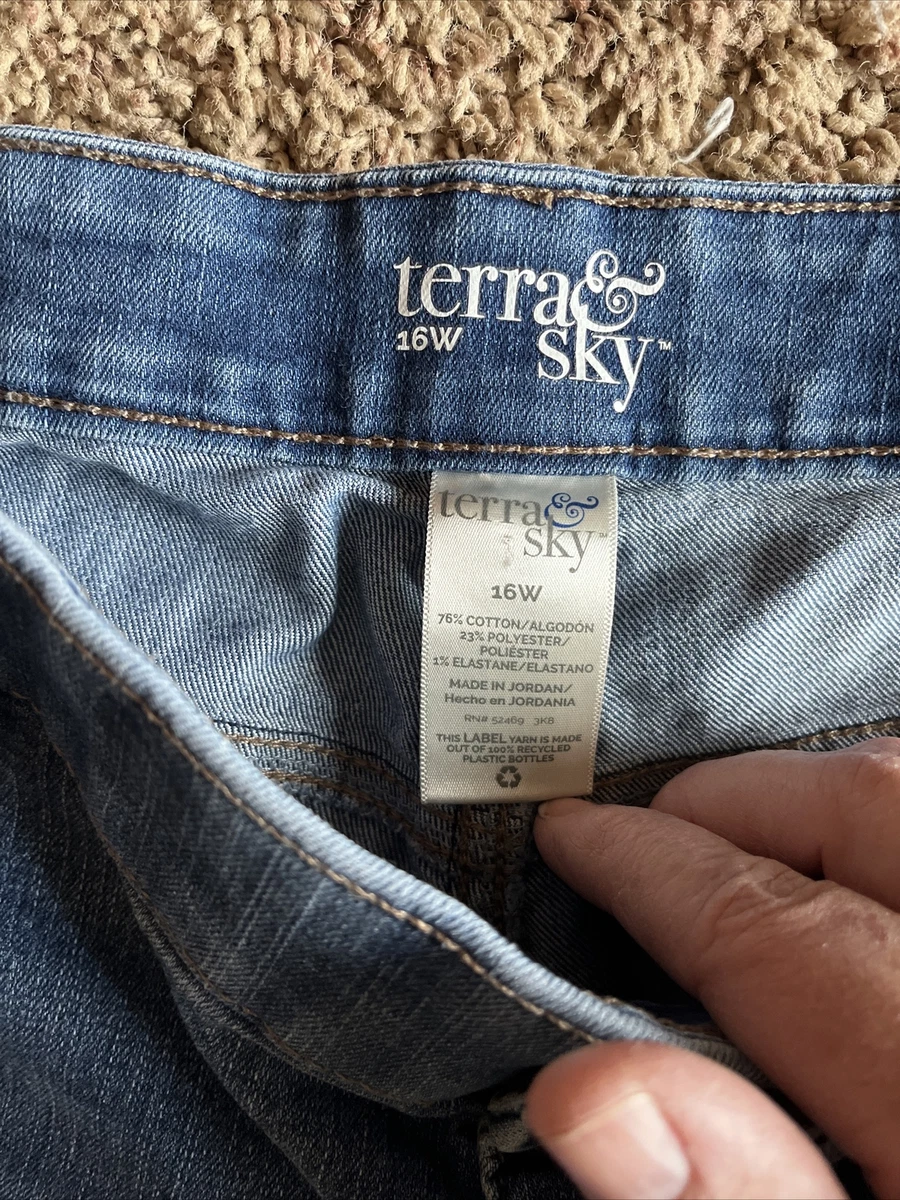 terra&
sky™
16W
terra&
sky™
16W
76% COTTON/ALGODÓN
23% POLYESTER/
POLIÉSTER
1% ELASTANE/ELASTANO
MADE IN JORDAN/
Hecho en JORDANIA
RN# 52469 3K8
THIS LABEL YARN IS MADE
OUT OF 100% RECYCLED
PLASTIC BOTTLES